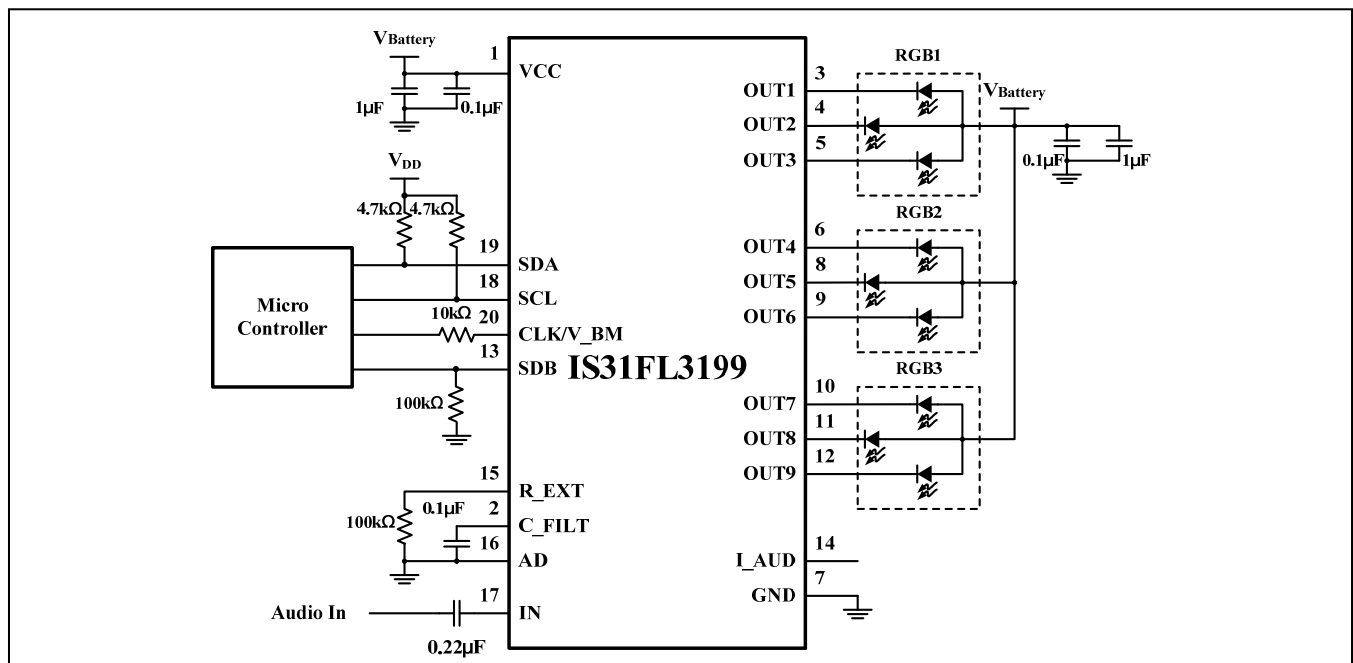 VBattery
1
VCC
1µF
0.1µF
VDD
4.7kΩ
4.7kΩ
Micro
Controller
19
SDA
18
SCL
10kΩ
20
CLK/V_BM
13
SDB
100kΩ
IS31FL3199
15
R_EXT
0.1µF
2
C_FILT
100kΩ
16
AD
17
IN
Audio In
0.22µF
RGB1
3
OUT1
4
OUT2
5
OUT3
VBattery
0.1µF
1µF
RGB2
6
OUT4
8
OUT5
9
OUT6
RGB3
10
OUT7
11
OUT8
12
OUT9
14
I_AUD
7
GND